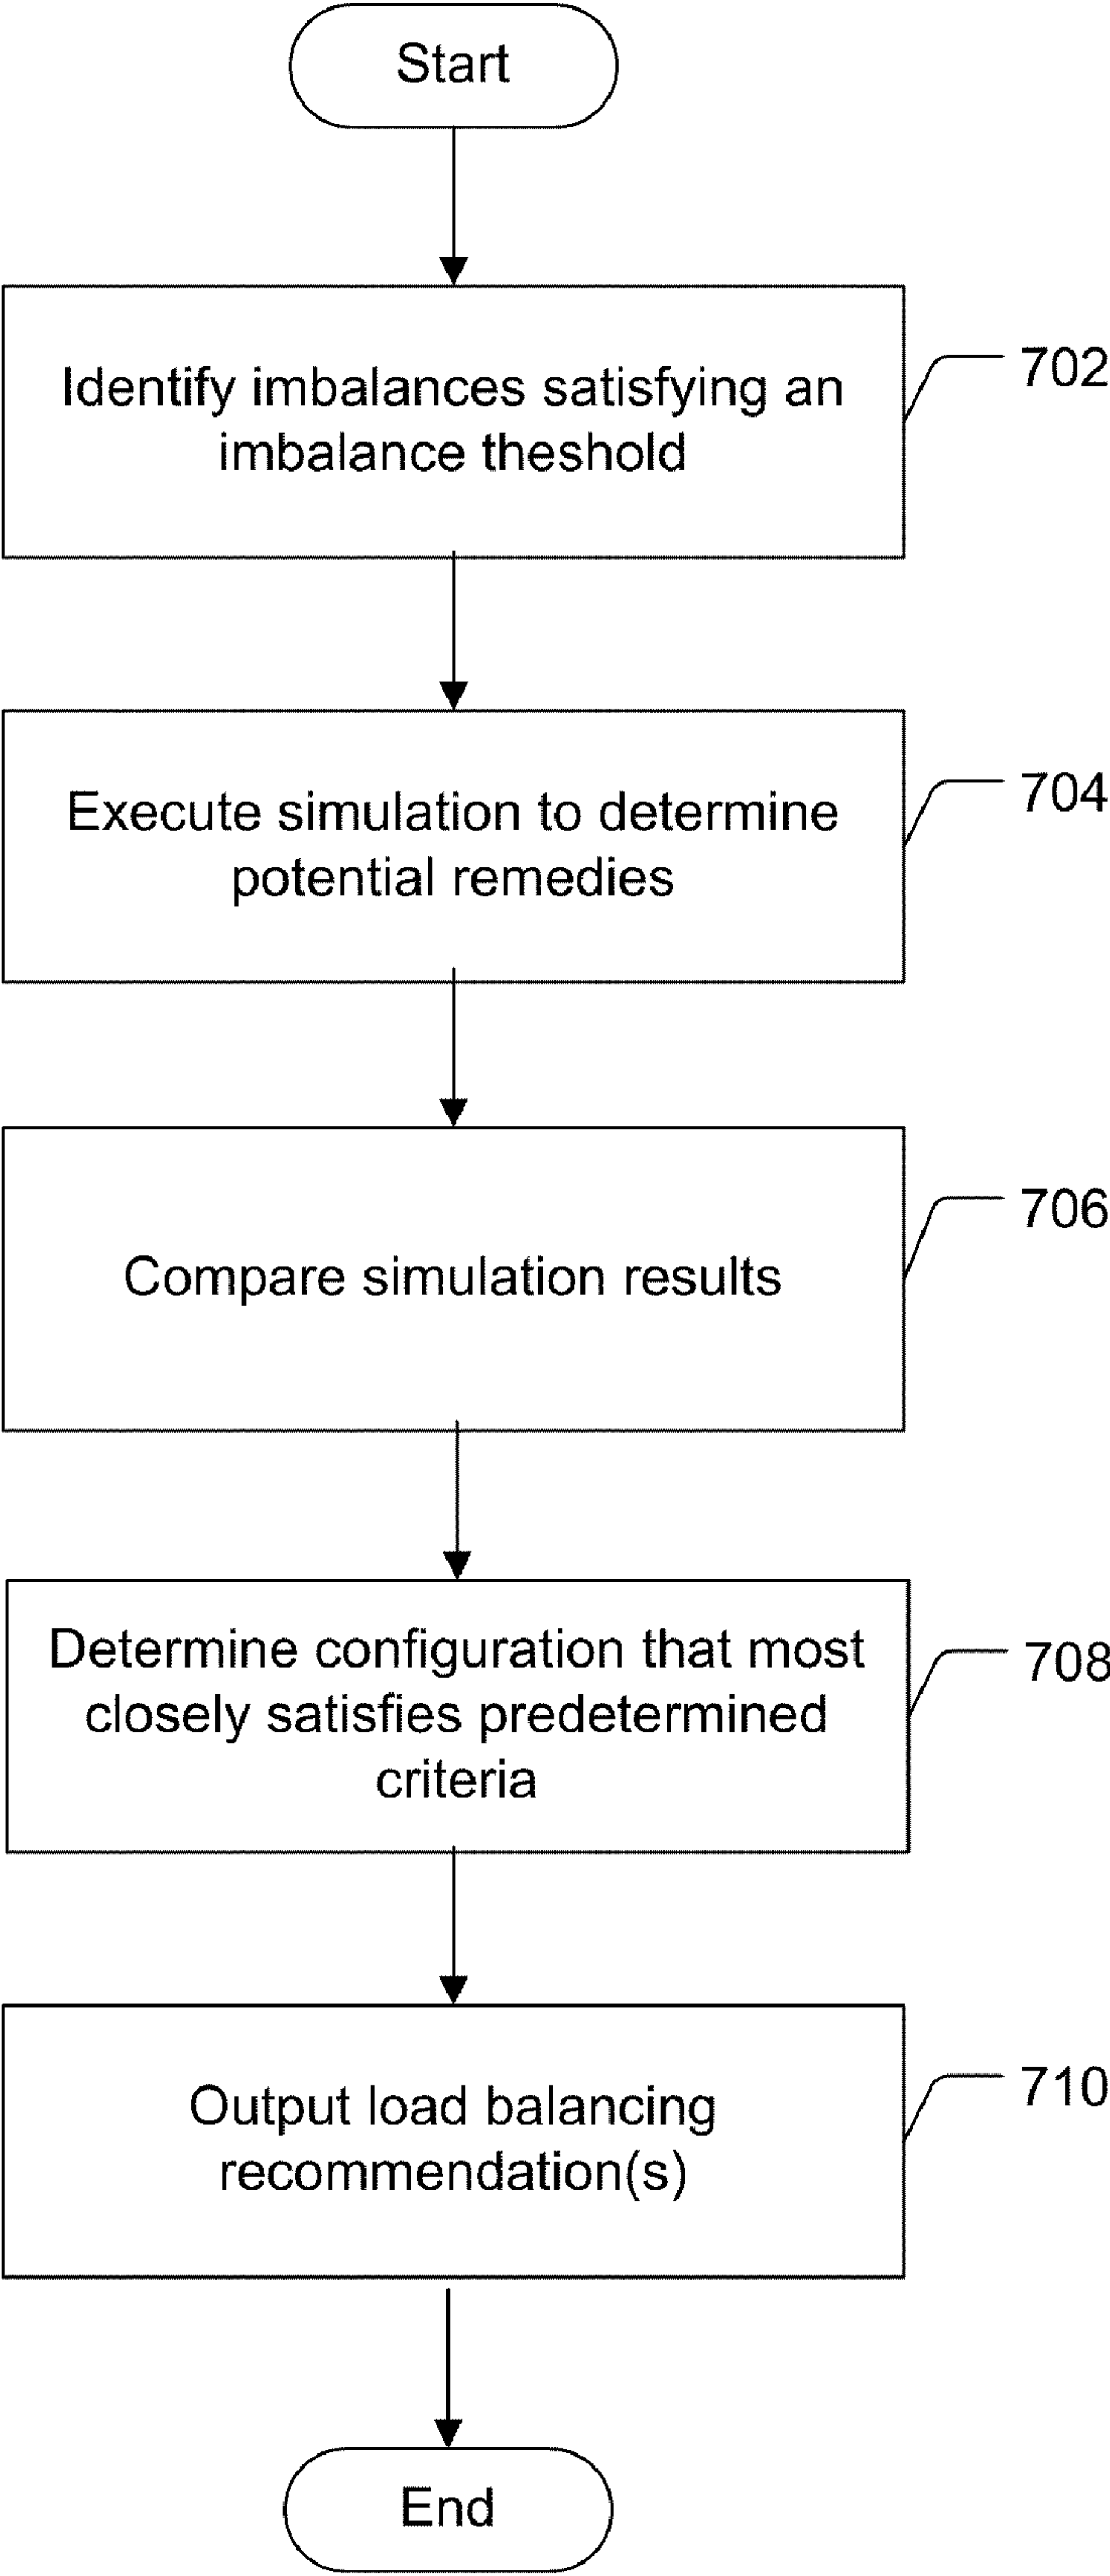 Start
Identify imbalances satisfying an
imbalance theshold
702
Execute simulation to determine
potential remedies
704
Compare simulation results
706
Determine configuration that most
closely satisfies predetermined
criteria
708
Output load balancing
recommendation(s)
710
End